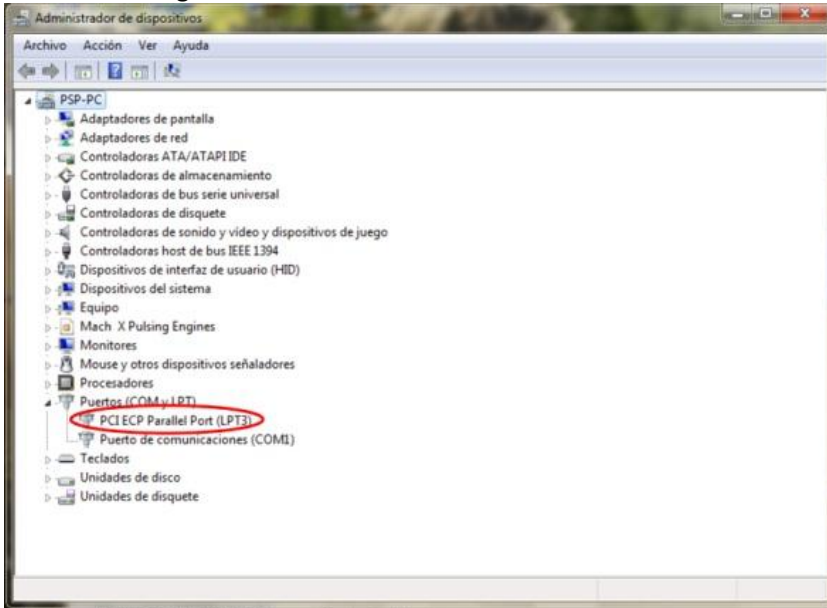 Administrador de dispositivos
Archivo Acción Ver Ayuda
PSP-PC
Adaptadores de pantalla
Adaptadores de red
Controladoras ATA/ATAPI IDE
Controladoras de almacenamiento
Controladoras de bus serie universal
Controladoras de disquete
Controladoras de sonido y vídeo y dispositivos de juego
Controladoras host de bus IEEE 1394
Dispositivos de interfaz de usuario (HID)
Dispositivos del sistema
Equipo
Mach X Pulsing Engines
Monitores
Mouse y otros dispositivos señaladores
Procesadores
Puertos (COM y LPT)
PCI ECP Parallel Port (LPT3)
Puerto de comunicaciones (COM1)
Teclados
Unidades de disco
Unidades de disquete